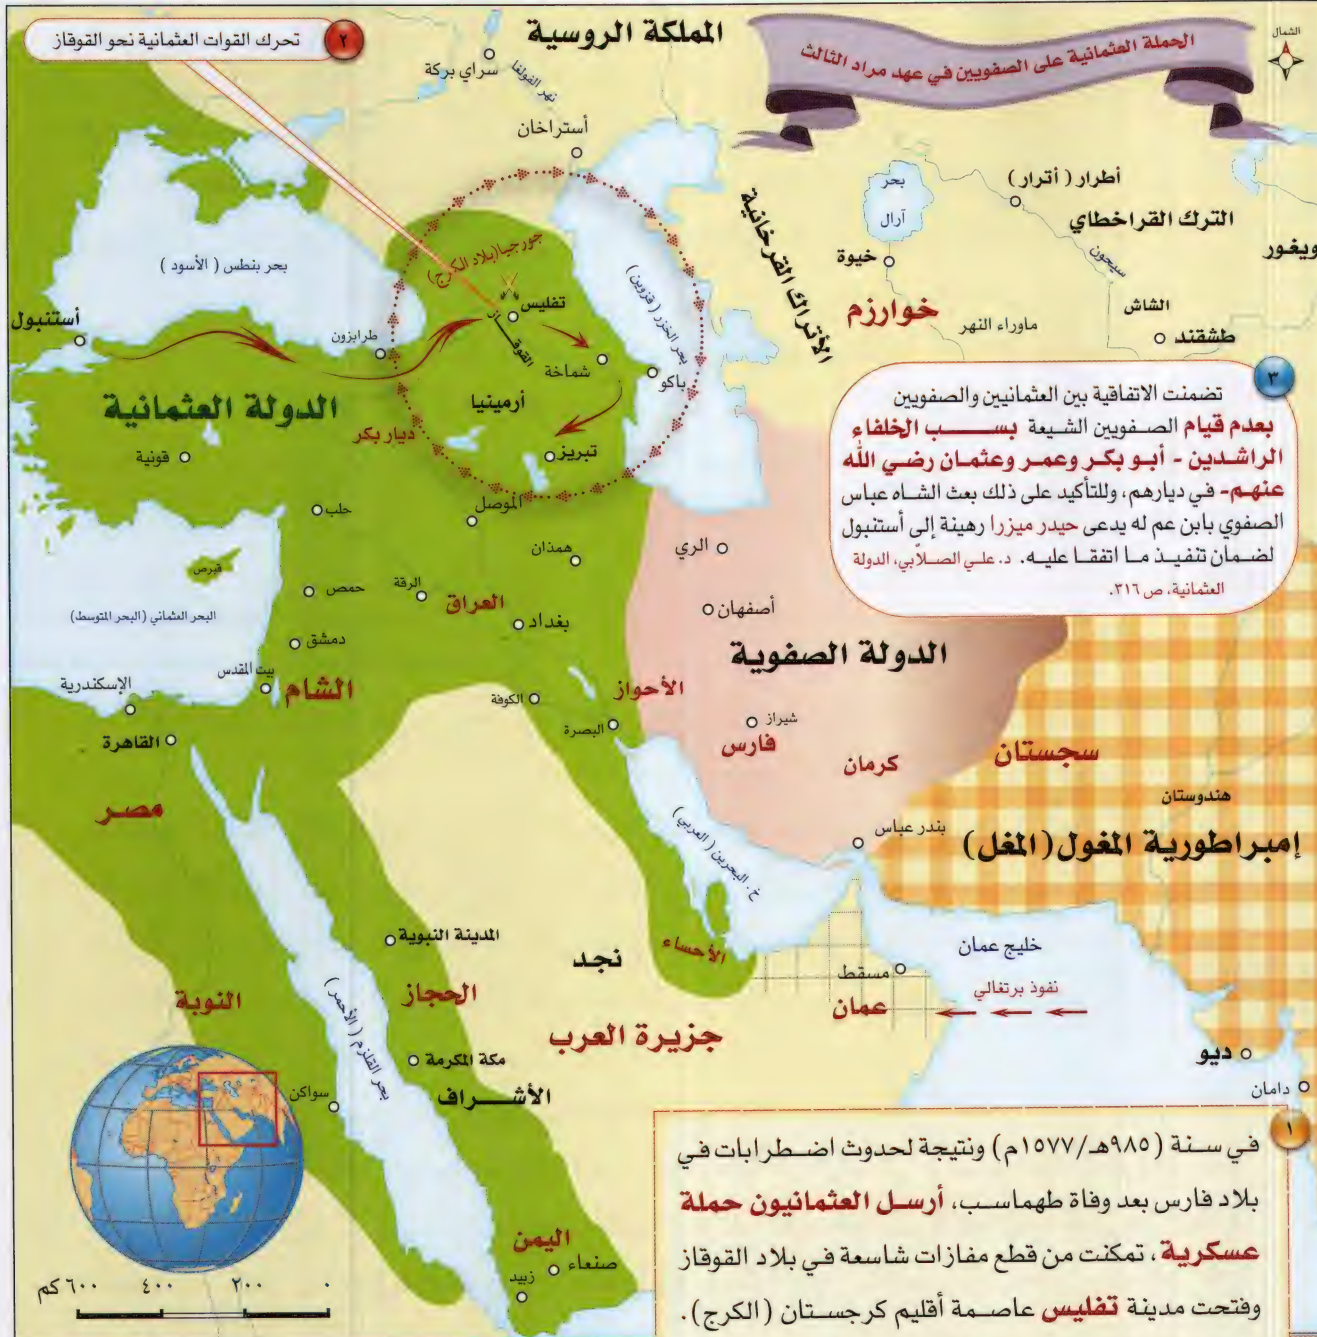 الحملة العثمانية على الصفويين في عهد مراد الثالث
الشمال
٢
تحرك القوات العثمانية نحو القوقاز
المملكة الروسية
سراي بركة
نهر الفولغا
أستراخان
بحر آرال
أطرار ( أترار )
الترك القراخطاي
ويغور
سيحون
خيوة
خوارزم
ماوراء النهر
الشاش
طشقند
الأتراك القرخانية
جورجيا(بلاد الكرج)
بحر بنطس ( الأسود )
بحر الخزر ( قزوين )
أستنبول
طرابزون
تفليس
القوقاز
شماخة
باكو
أرمينيا
الدولة العثمانية
ديار بكر
تبريز
قونية
حلب
الموصل
همذان
الري
قبرص
حمص
الرقة
العراق
بغداد
أصفهان
البحر العثماني (البحر المتوسط)
دمشق
بيت المقدس
الشام
الإسكندرية
القاهرة
مصر
الكوفة
البصرة
الأحواز
الدولة الصفوية
شيراز
فارس
كرمان
سجستان
هندوستان
إمبراطورية المغول (المغل)
بندر عباس
خ. البحرين ( العربي )
الأحساء
المدينة النبوية
نجد
الحجاز
النوبة
جزيرة العرب
بحر القلزم ( الأحمر )
مكة المكرمة
الأشراف
سواكن
خليج عمان
مسقط
عمان
نفوذ برتغالي
ديو
دامان
اليمن
صنعاء
زبيد
٣
تضمنت الاتفاقية بين العثمانيين والصفويين
بعدم قيام الصفويين الشيعة بسب الخلفاء
الراشدين - أبو بكر وعمر وعثمان رضي الله
عنهم- في ديارهم، وللتأكيد على ذلك بعث الشاه عباس
الصفوي بابن عم له يدعى حيدر ميزرا رهينة إلى أستنبول
لضمان تنفيذ ما اتفقا عليه. د. علي الصلاّبي، الدولة
العثمانية، ص ٣١٦.
١
في سنة (٩٨٥هـ/١٥٧٧م) ونتيجة لحدوث اضطرابات في
بلاد فارس بعد وفاة طهماسب، أرسل العثمانيون حملة
عسكرية، تمكنت من قطع مفازات شاسعة في بلاد القوقاز
وفتحت مدينة تفليس عاصمة أقليم كرجستان (الكرج).
٠ ٢٠٠ ٤٠٠ ٦٠٠ كم